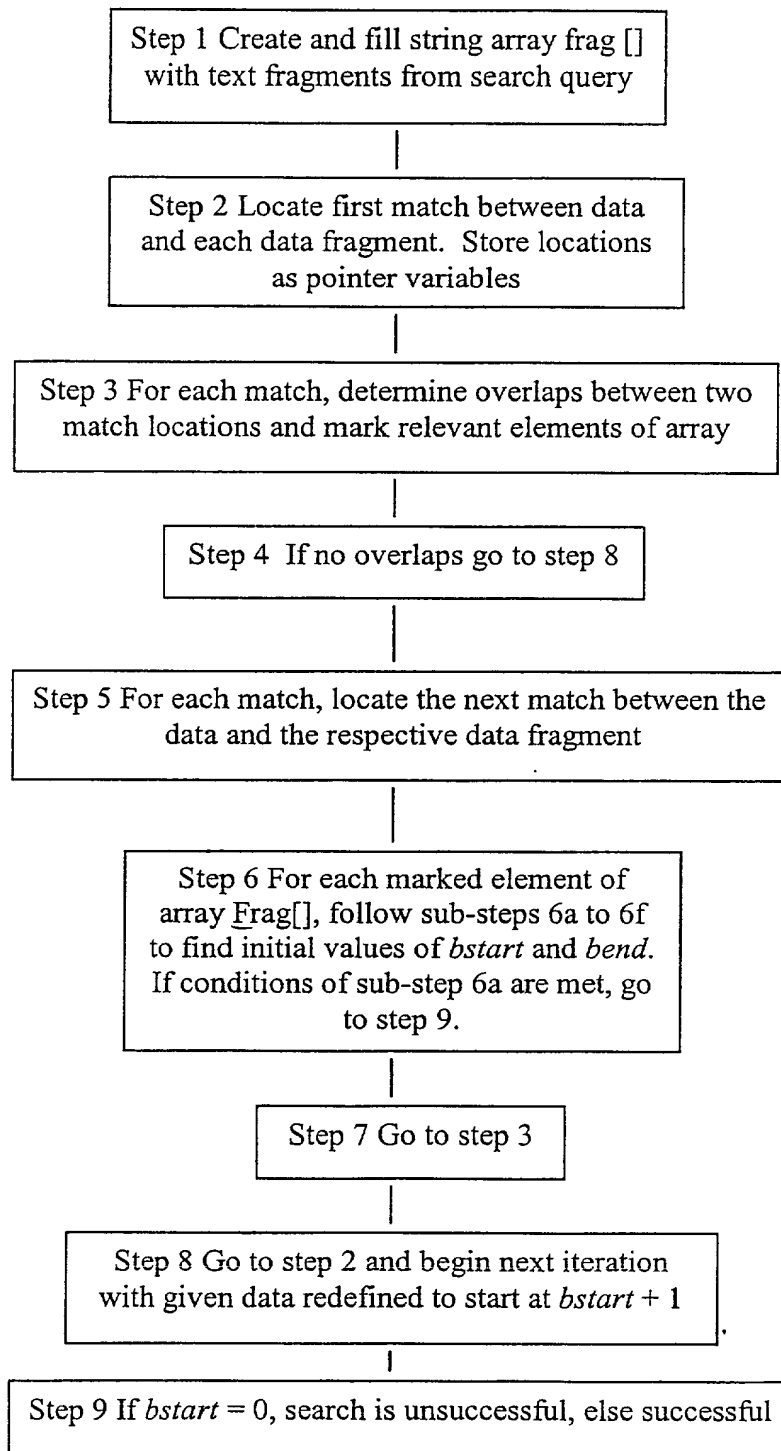 Step 1 Create and fill string array frag []
with text fragments from search query
Step 2 Locate first match between data
and each data fragment. Store locations
as pointer variables
Step 3 For each match, determine overlaps between two
match locations and mark relevant elements of array
Step 4 If no overlaps go to step 8
Step 5 For each match, locate the next match between the
data and the respective data fragment
Step 6 For each marked element of
array Frag[], follow sub-steps 6a to 6f
to find initial values of bstart and bend.
If conditions of sub-step 6a are met, go
to step 9.
Step 7 Go to step 3
Step 8 Go to step 2 and begin next iteration
with given data redefined to start at bstart + 1
Step 9 If bstart = 0, search is unsuccessful, else successful